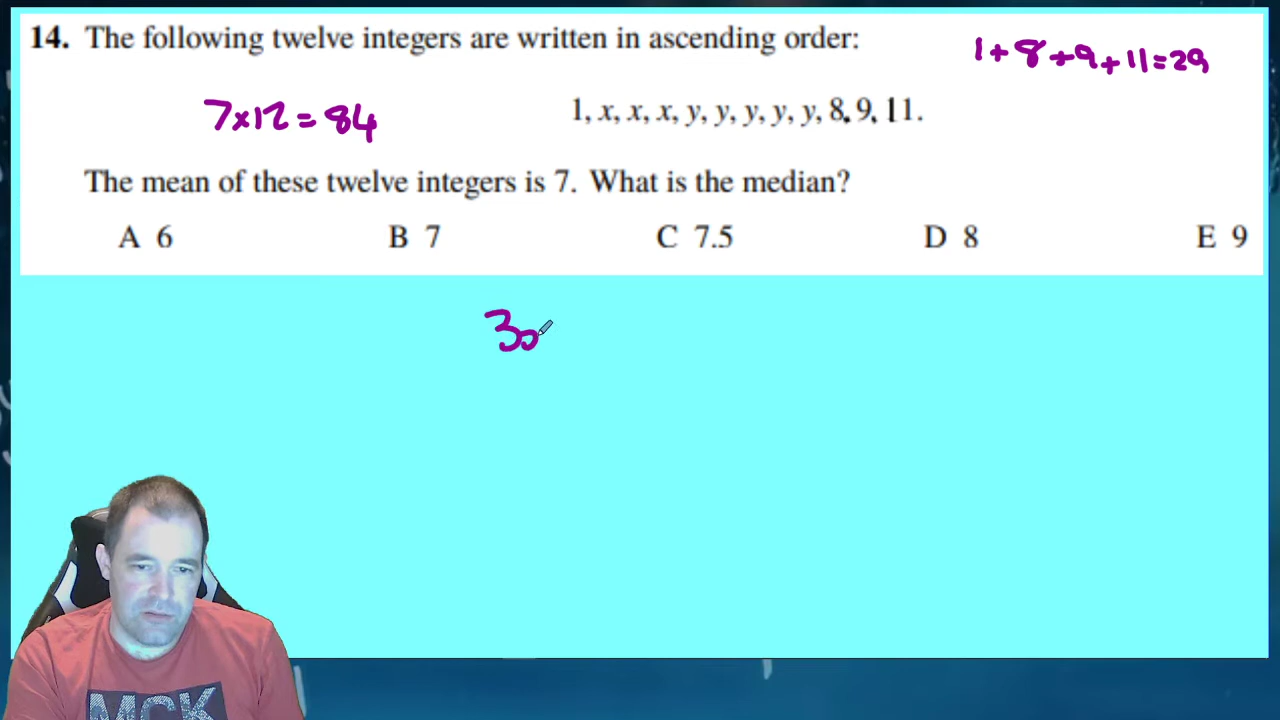 14. The following twelve integers are written in ascending order:
1+8+9+11=29
7×12=84
1, x, x, x, y, y, y, y, y, 8, 9, 11.
The mean of these twelve integers is 7. What is the median?
A 6 B 7 C 7.5 D 8 E 9
3x
MCK